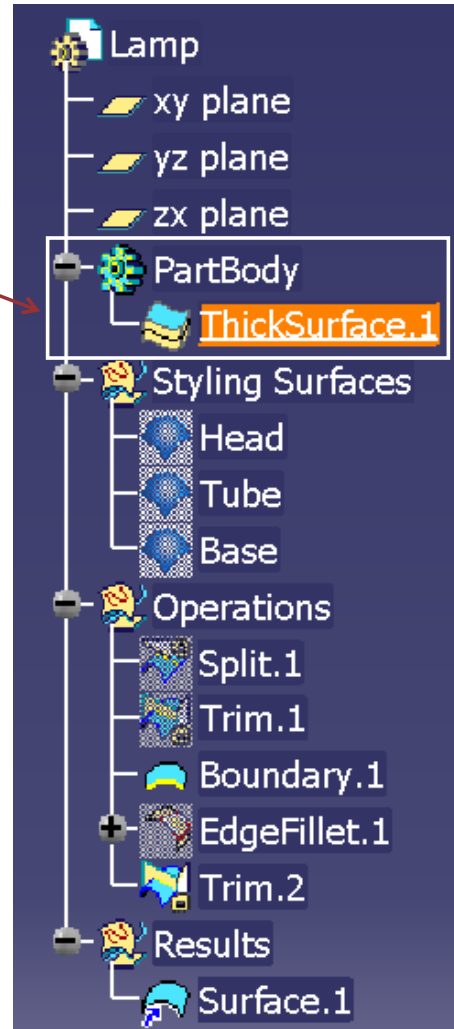 Lamp
xy plane
yz plane
zx plane
PartBody
ThickSurface.1
Styling Surfaces
Head
Tube
Base
Operations
Split.1
Trim.1
Boundary.1
EdgeFillet.1
Trim.2
Results
Surface.1